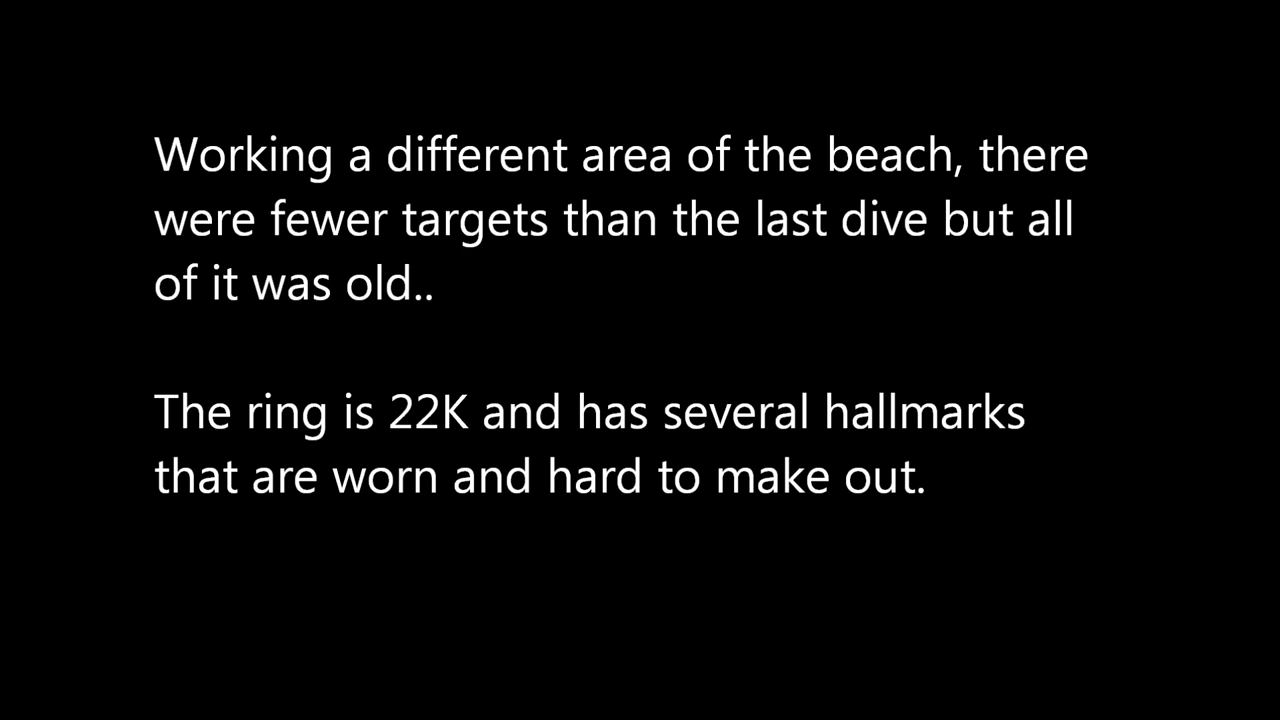 Working a different area of the beach, there
were fewer targets than the last dive but all
of it was old..
The ring is 22K and has several hallmarks
that are worn and hard to make out.